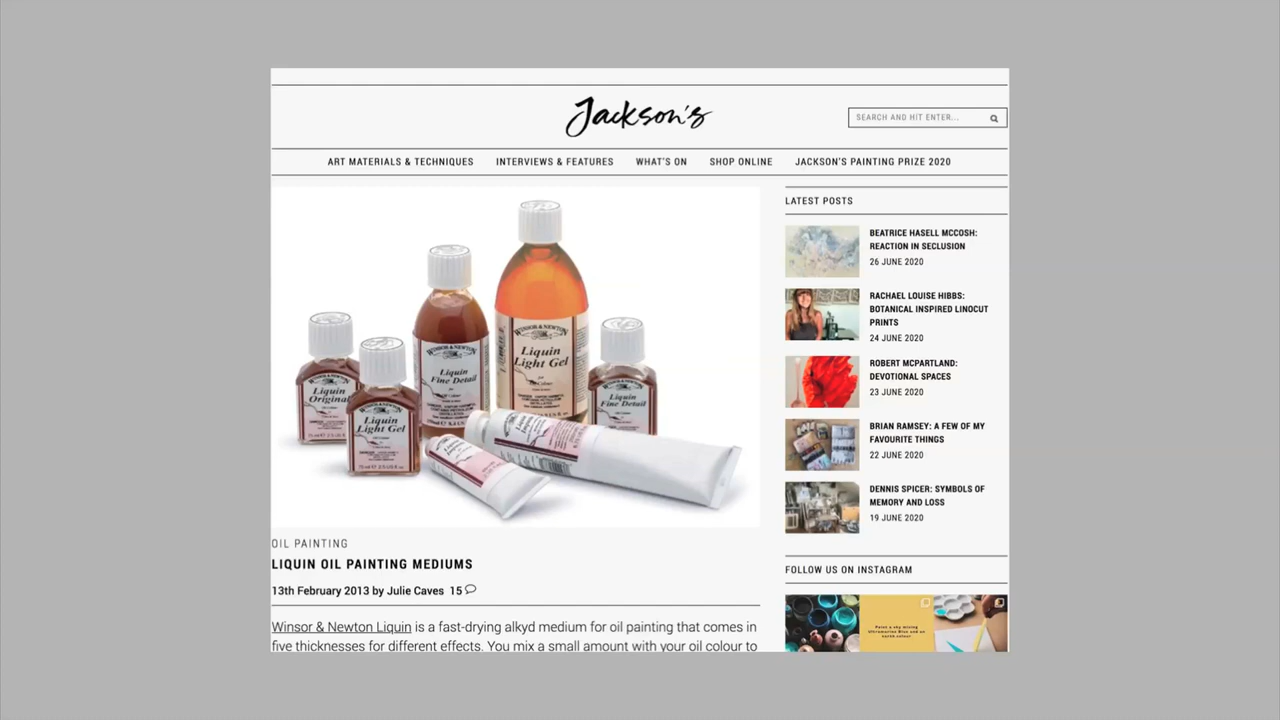 Jackson's
SEARCH AND HIT ENTER...
ART MATERIALS & TECHNIQUES INTERVIEWS & FEATURES WHAT'S ON SHOP ONLINE JACKSON'S PAINTING PRIZE 2020
WINSOR & NEWTON
Liquin
Original
Liquin
Light Gel
WINSOR & NEWTON
Liquin
Fine Detail
WINSOR & NEWTON
Liquin
Light Gel
Liquin
Fine Detail
OIL PAINTING
LIQUIN OIL PAINTING MEDIUMS
13th February 2013 by Julie Caves 15
Winsor & Newton Liquin is a fast-drying alkyd medium for oil painting that comes in
five thicknesses for different effects. You mix a small amount with your oil colour to
LATEST POSTS
BEATRICE HASELL MCCOSH:
REACTION IN SECLUSION
26 JUNE 2020
RACHAEL LOUISE HIBBS:
BOTANICAL INSPIRED LINOCUT
PRINTS
24 JUNE 2020
ROBERT MCPARTLAND:
DEVOTIONAL SPACES
23 JUNE 2020
BRIAN RAMSEY: A FEW OF MY
FAVOURITE THINGS
22 JUNE 2020
DENNIS SPICER: SYMBOLS OF
MEMORY AND LOSS
19 JUNE 2020
FOLLOW US ON INSTAGRAM